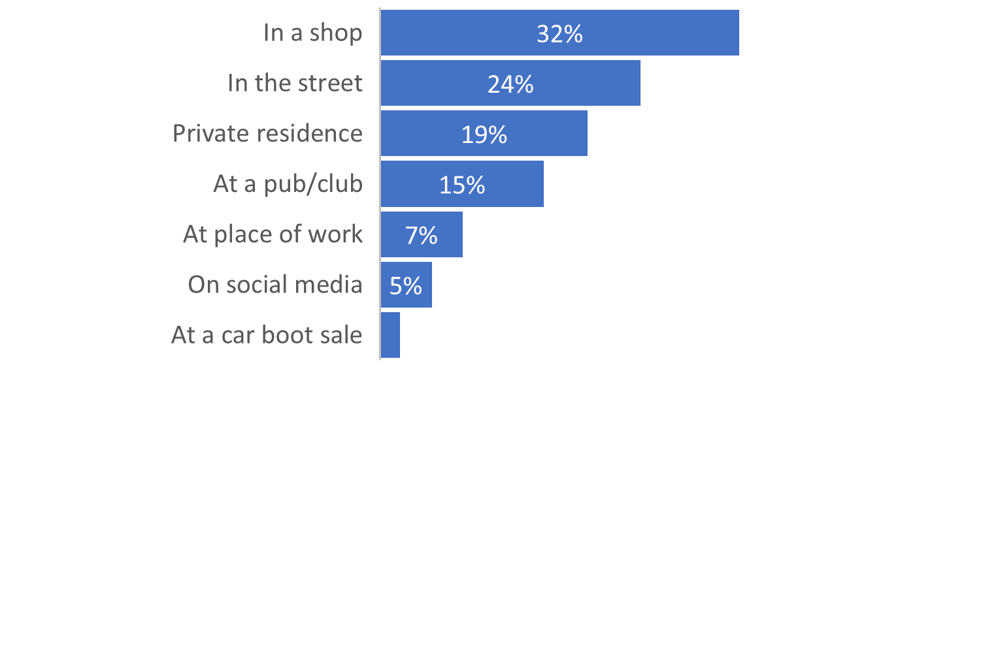 In a shop 32%
In the street 24%
Private residence 19%
At a pub/club 15%
At place of work 7%
On social media 5%
At a car boot sale